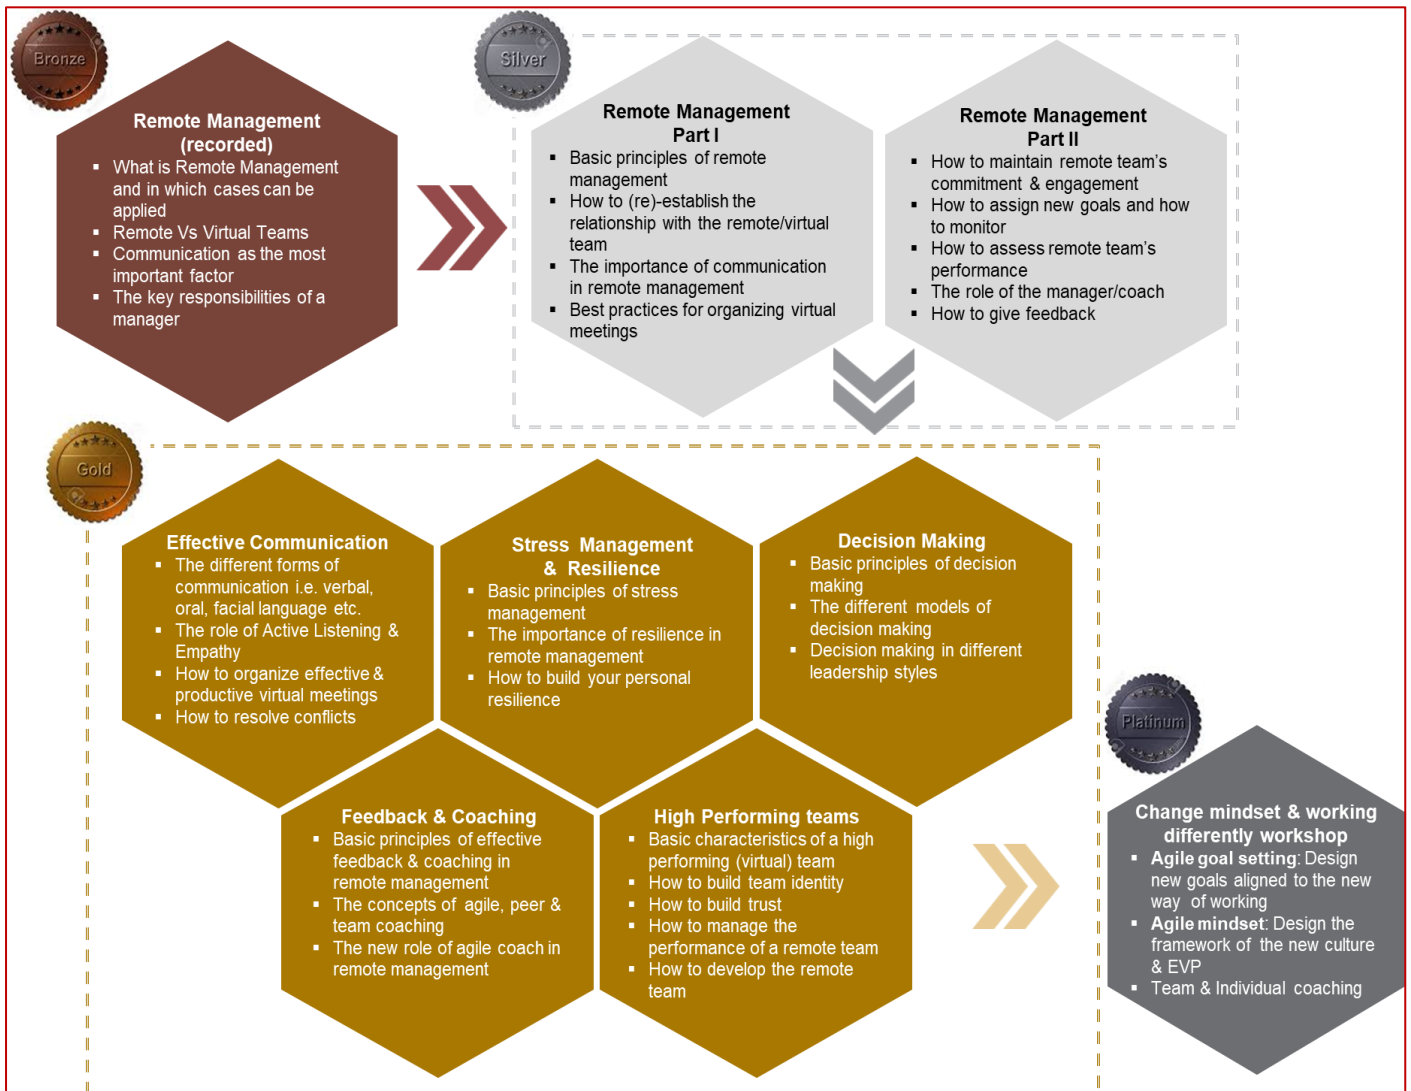 Bronze
Remote Management
(recorded)
▪ What is Remote Management
and in which cases can be
applied
▪ Remote Vs Virtual Teams
▪ Communication as the most
important factor
▪ The key responsibilities of a
manager
Silver
Remote Management
Part I
▪ Basic principles of remote
management
▪ How to (re)-establish the
relationship with the remote/virtual
team
▪ The importance of communication
in remote management
▪ Best practices for organizing virtual
meetings
Remote Management
Part II
▪ How to maintain remote team’s
commitment & engagement
▪ How to assign new goals and how
to monitor
▪ How to assess remote team’s
performance
▪ The role of the manager/coach
▪ How to give feedback
Gold
Effective Communication
▪ The different forms of
communication i.e. verbal,
oral, facial language etc.
▪ The role of Active Listening &
Empathy
▪ How to organize effective &
productive virtual meetings
▪ How to resolve conflicts
Stress Management
& Resilience
▪ Basic principles of stress
management
▪ The importance of resilience in
remote management
▪ How to build your personal
resilience
Decision Making
▪ Basic principles of decision
making
▪ The different models of
decision making
▪ Decision making in different
leadership styles
Feedback & Coaching
▪ Basic principles of effective
feedback & coaching in
remote management
▪ The concepts of agile, peer &
team coaching
▪ The new role of agile coach in
remote management
High Performing teams
▪ Basic characteristics of a high
performing (virtual) team
▪ How to build team identity
▪ How to build trust
▪ How to manage the
performance of a remote team
▪ How to develop the remote
team
Platinum
Change mindset & working
differently workshop
▪ Agile goal setting: Design
new goals aligned to the new
way of working
▪ Agile mindset: Design the
framework of the new culture
& EVP
▪ Team & Individual coaching